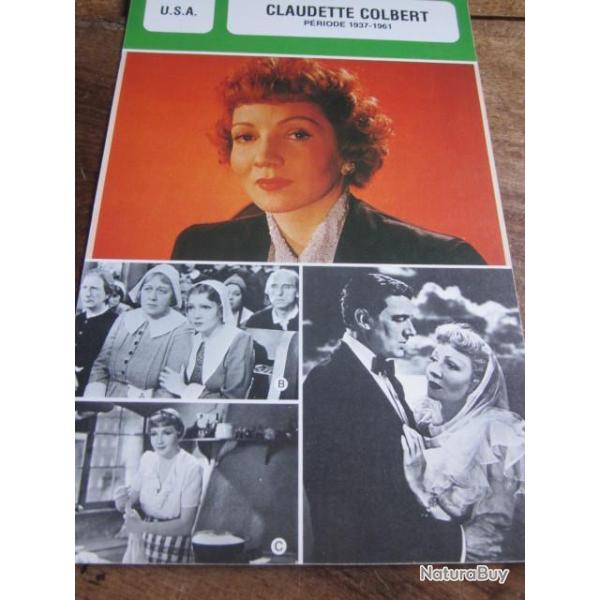 U.S.A.
CLAUDETTE COLBERT
PÉRIODE 1937-1961
A
B
C
NaturaBuy